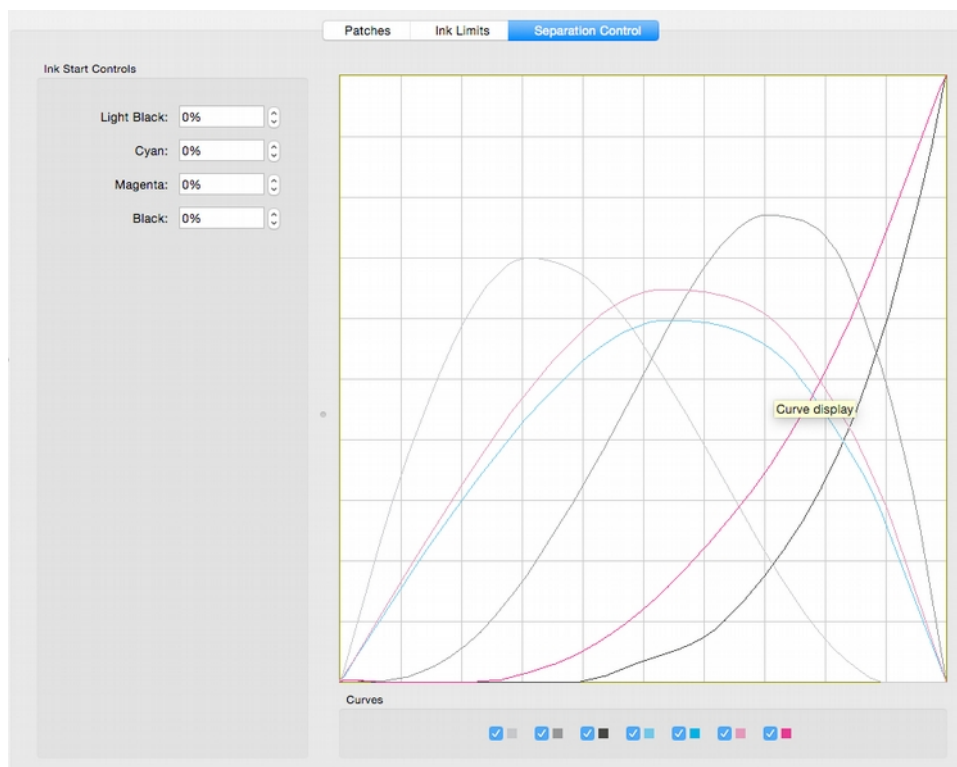 Patches Ink Limits Separation Control
Ink Start Controls
Light Black: 0%
Cyan: 0%
Magenta: 0%
Black: 0%
Curve display
Curves